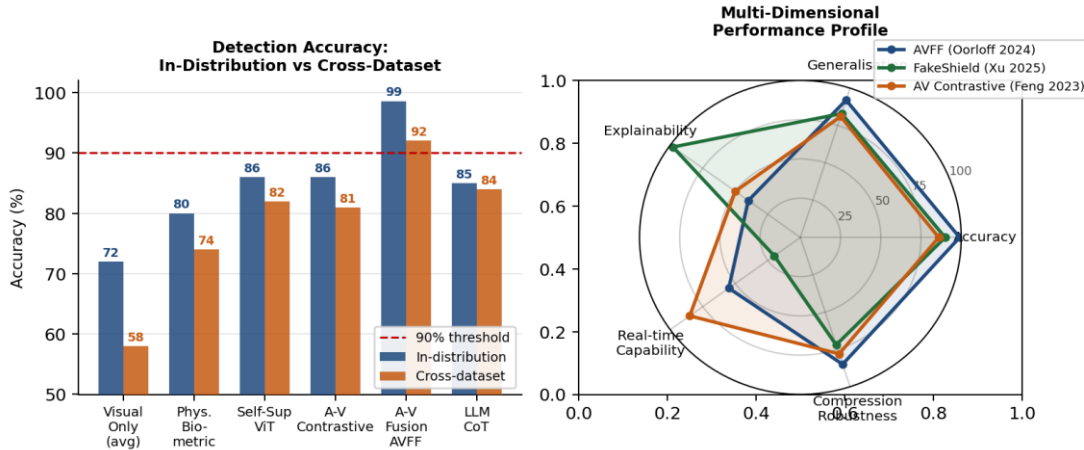 Detection Accuracy:
In-Distribution vs Cross-Dataset
Accuracy (%)
100
90
80
70
60
50
72
58
80
74
86
82
86
81
99
92
85
84
90% threshold
In-distribution
Cross-dataset
Visual
Only
(avg)
Phys.
Bio-
metric
Self-Sup
ViT
A-V
Contrastive
A-V
Fusion
AVFF
LLM
CoT
Multi-Dimensional
Performance Profile
AVFF (Oorloff 2024)
FakeShield (Xu 2025)
AV Contrastive (Feng 2023)
Explainability
Accuracy
Real-time
Capability
Compression
Robustness
25
50
75
100
1.0
0.8
0.6
0.4
0.2
0.0
0.0
0.2
0.4
0.6
0.8
1.0